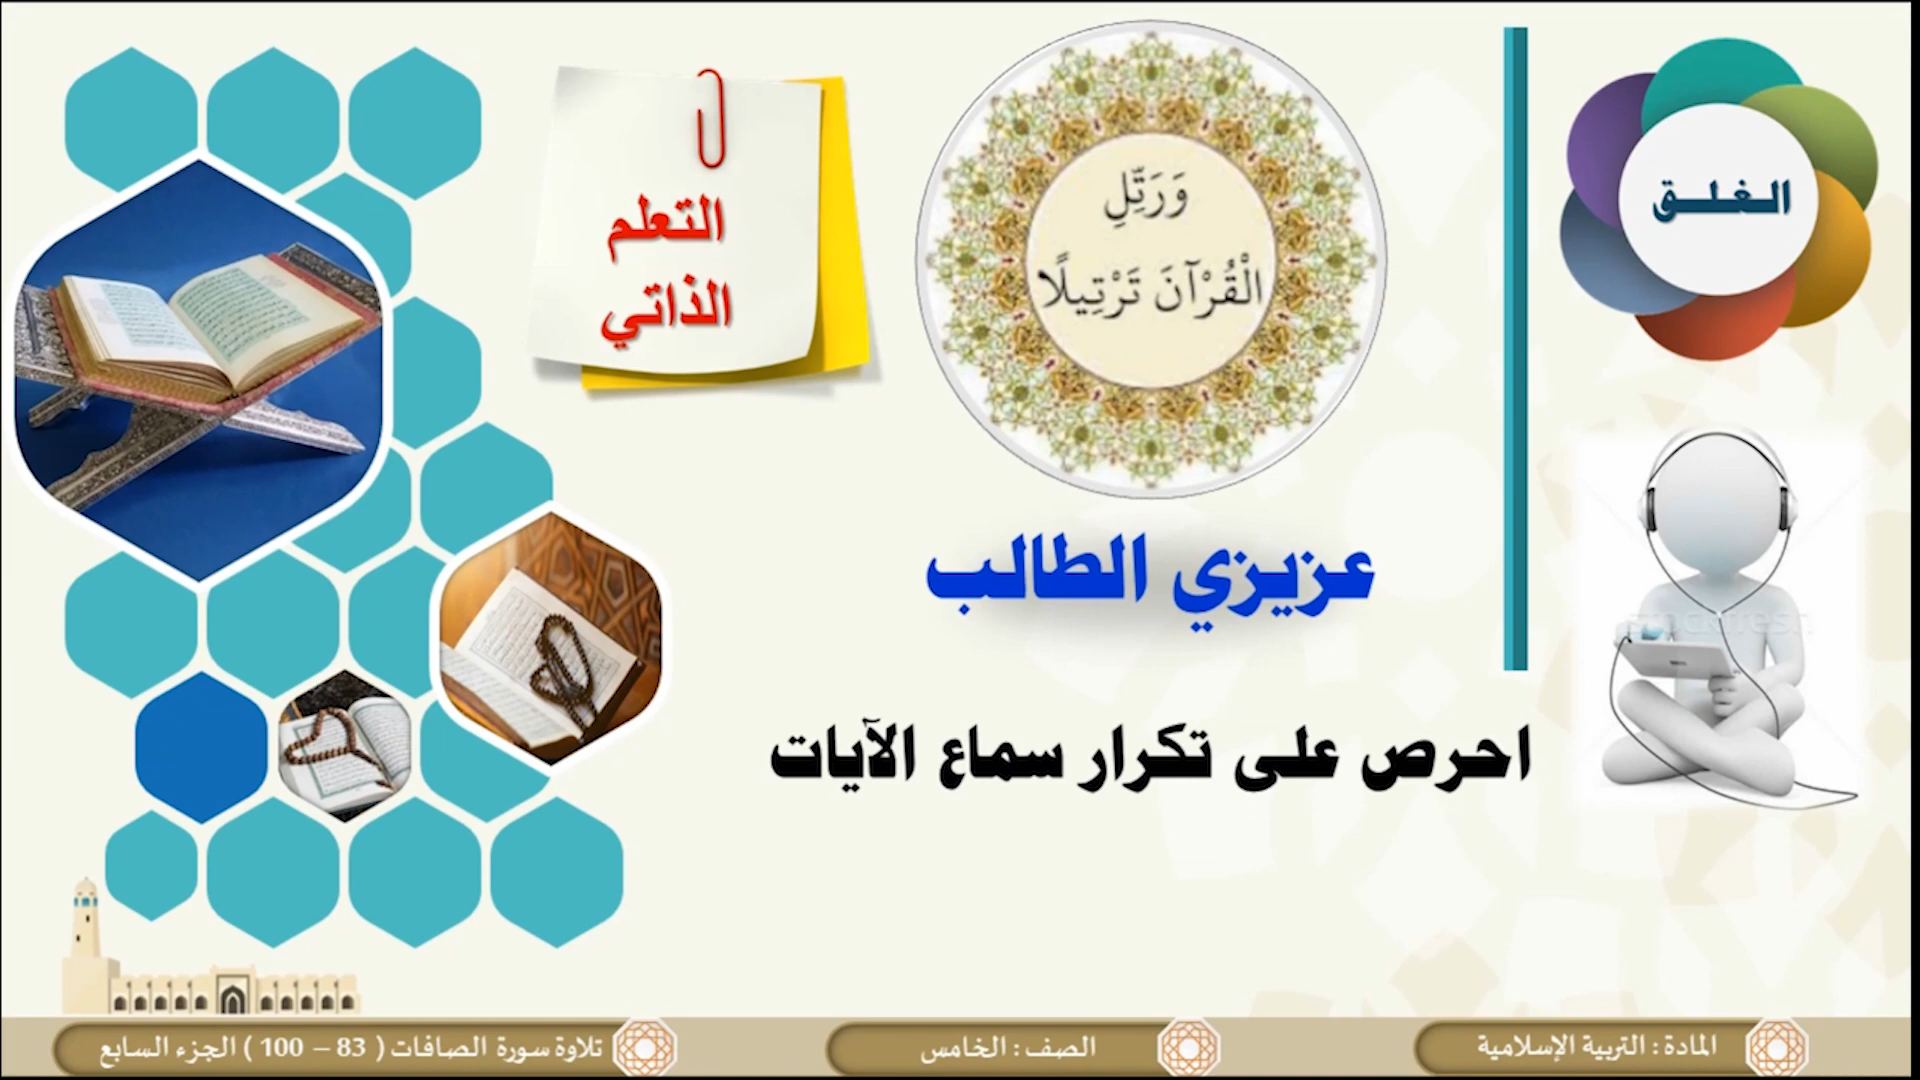 الغلق
وَرَتِّلِ
الْقُرْآنَ تَرْتِيلًا
التعلم
الذاتي
عزيزي الطالب
احرص على تكرار سماع الآيات
المادة : التربية الإسلامية
الصف : الخامس
تلاوة سورة الصافات ( 83 – 100 ) الجزء السابع